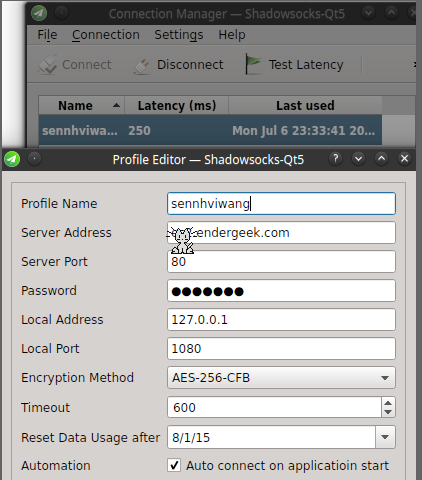 Connection Manager — Shadowsocks-Qt5
File Connection Settings Help
Connect Disconnect Test Latency
Name Latency (ms) Last used
sennhviwa... 250 Mon Jul 6 23:33:41 20...
Profile Editor — Shadowsocks-Qt5
Profile Name sennhviwang
Server Address endergeek.com
Server Port 80
Password ●●●●●●●
Local Address 127.0.0.1
Local Port 1080
Encryption Method AES-256-CFB
Timeout 600
Reset Data Usage after 8/1/15
Automation Auto connect on applicatioin start